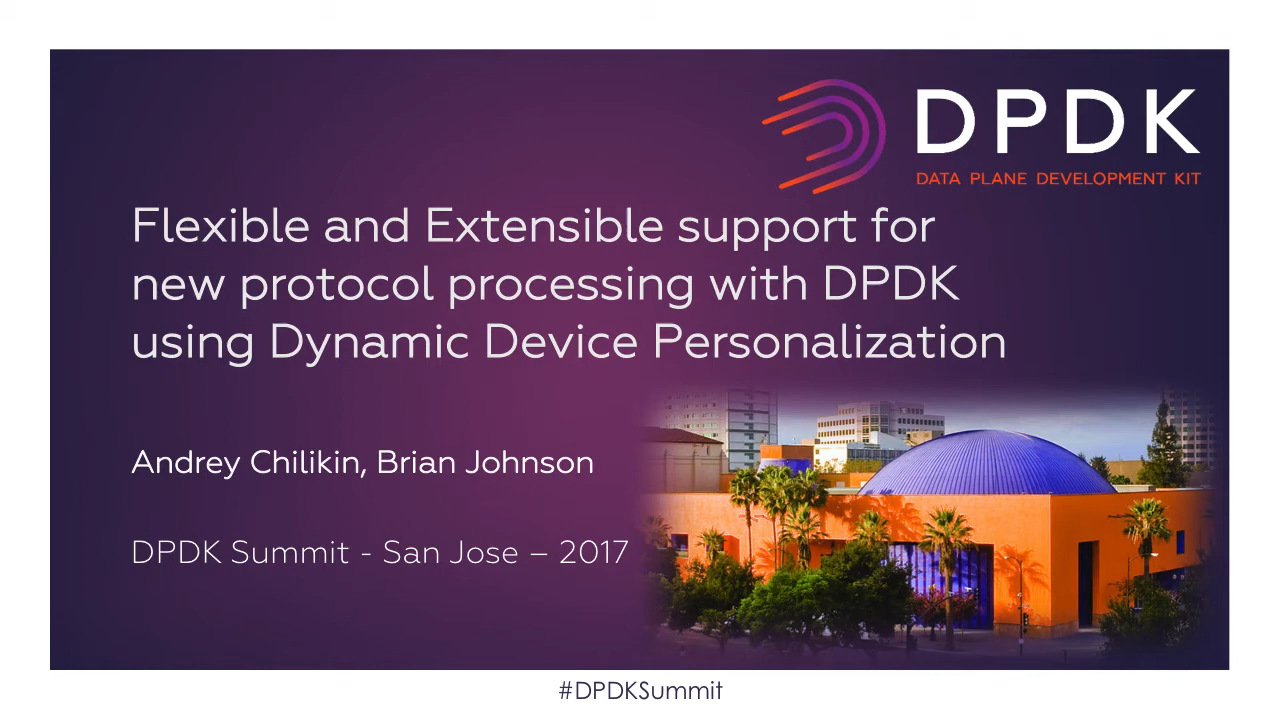 DPDK
DATA PLANE DEVELOPMENT KIT
Flexible and Extensible support for
new protocol processing with DPDK
using Dynamic Device Personalization
Andrey Chilikin, Brian Johnson
DPDK Summit - San Jose – 2017
#DPDKSummit